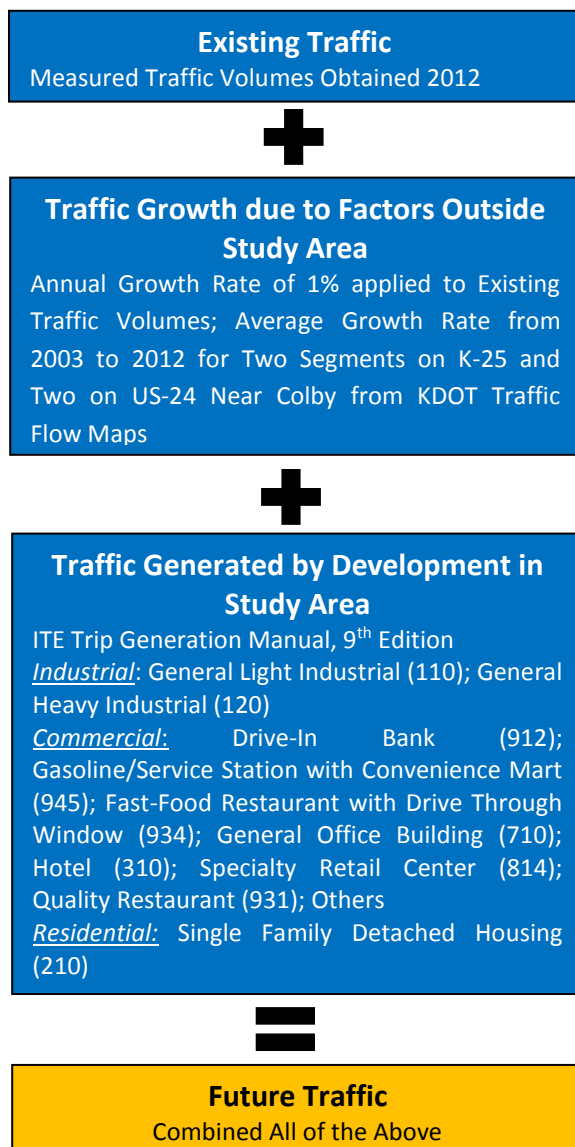 Existing Traffic
Measured Traffic Volumes Obtained 2012
Traffic Growth due to Factors Outside
Study Area
Annual Growth Rate of 1% applied to Existing
Traffic Volumes; Average Growth Rate from
2003 to 2012 for Two Segments on K-25 and
Two on US-24 Near Colby from KDOT Traffic
Flow Maps
Traffic Generated by Development in
Study Area
ITE Trip Generation Manual, 9th Edition
Industrial: General Light Industrial (110); General
Heavy Industrial (120)
Commercial: Drive-In Bank (912);
Gasoline/Service Station with Convenience Mart
(945); Fast-Food Restaurant with Drive Through
Window (934); General Office Building (710);
Hotel (310); Specialty Retail Center (814);
Quality Restaurant (931); Others
Residential: Single Family Detached Housing
(210)
Future Traffic
Combined All of the Above